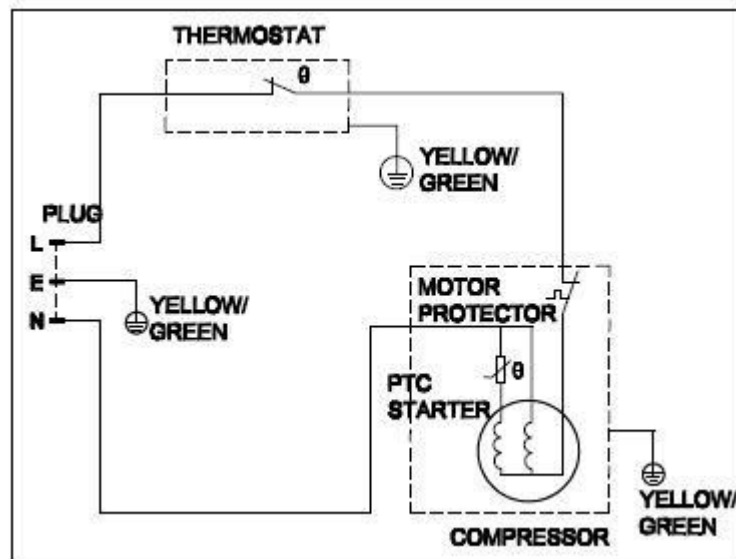 THERMOSTAT
θ
YELLOW/
GREEN
PLUG
L
E
N
YELLOW/
GREEN
MOTOR
PROTECTOR
PTC
STARTER
θ
YELLOW/
GREEN
COMPRESSOR